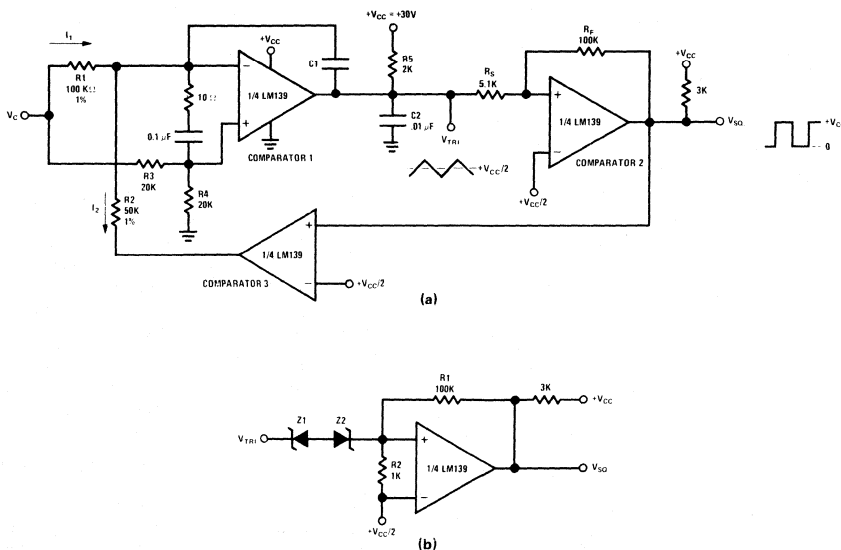 +VCC = +30V
I1
+VCC
C1
R5
2K
RF
100K
+VCC
RS
5.1K
3K
R1
100 KΩ
1%
10 Ω
1/4 LM139
1/4 LM139
VC
0.1 µF
C2
.01 µF
VTRI
VSQ
+VC
0
COMPARATOR 1
COMPARATOR 2
R3
20K
+VCC/2
+VCC/2
R2
50K
1%
I2
R4
20K
1/4 LM139
COMPARATOR 3
+VCC/2
(a)
R1
100K
3K
+VCC
Z1
Z2
VTRI
R2
1K
1/4 LM139
VSQ
+VCC/2
(b)